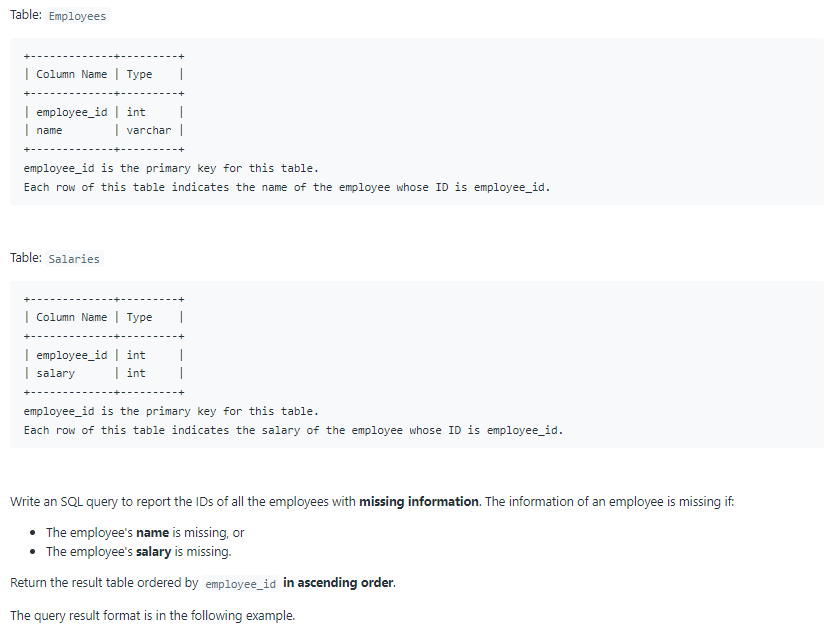 Table: Employees
+-------------+---------+
| Column Name | Type    |
+-------------+---------+
| employee_id | int     |
| name        | varchar |
+-------------+---------+
employee_id is the primary key for this table.
Each row of this table indicates the name of the employee whose ID is employee_id.
Table: Salaries
+-------------+---------+
| Column Name | Type    |
+-------------+---------+
| employee_id | int     |
| salary      | int     |
+-------------+---------+
employee_id is the primary key for this table.
Each row of this table indicates the salary of the employee whose ID is employee_id.
Write an SQL query to report the IDs of all the employees with missing information. The information of an employee is missing if:
• The employee's name is missing, or
• The employee's salary is missing.
Return the result table ordered by employee_id in ascending order.
The query result format is in the following example.